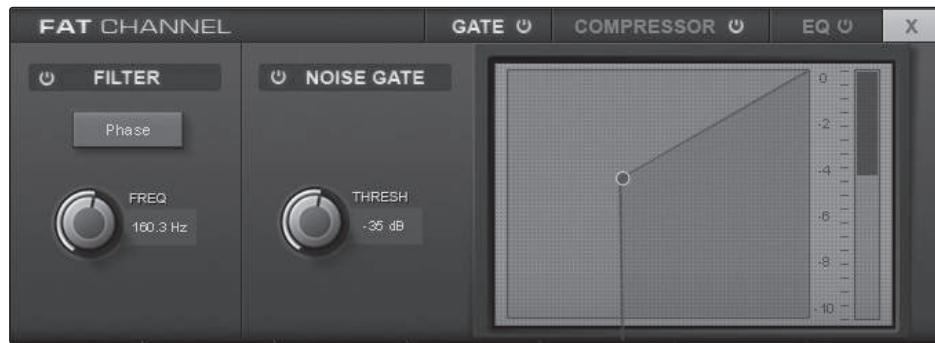 FAT CHANNEL
GATE
COMPRESSOR
EQ
X
FILTER
Phase
FREQ
160.3 Hz
NOISE GATE
THRESH
-35 dB
0
-2
-4
-6
-8
-10